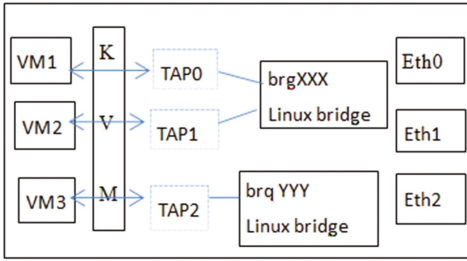 VM1
K
TAP0
brgXXX
Linux bridge
Eth0
VM2
V
TAP1
Eth1
VM3
M
TAP2
brq YYY
Linux bridge
Eth2